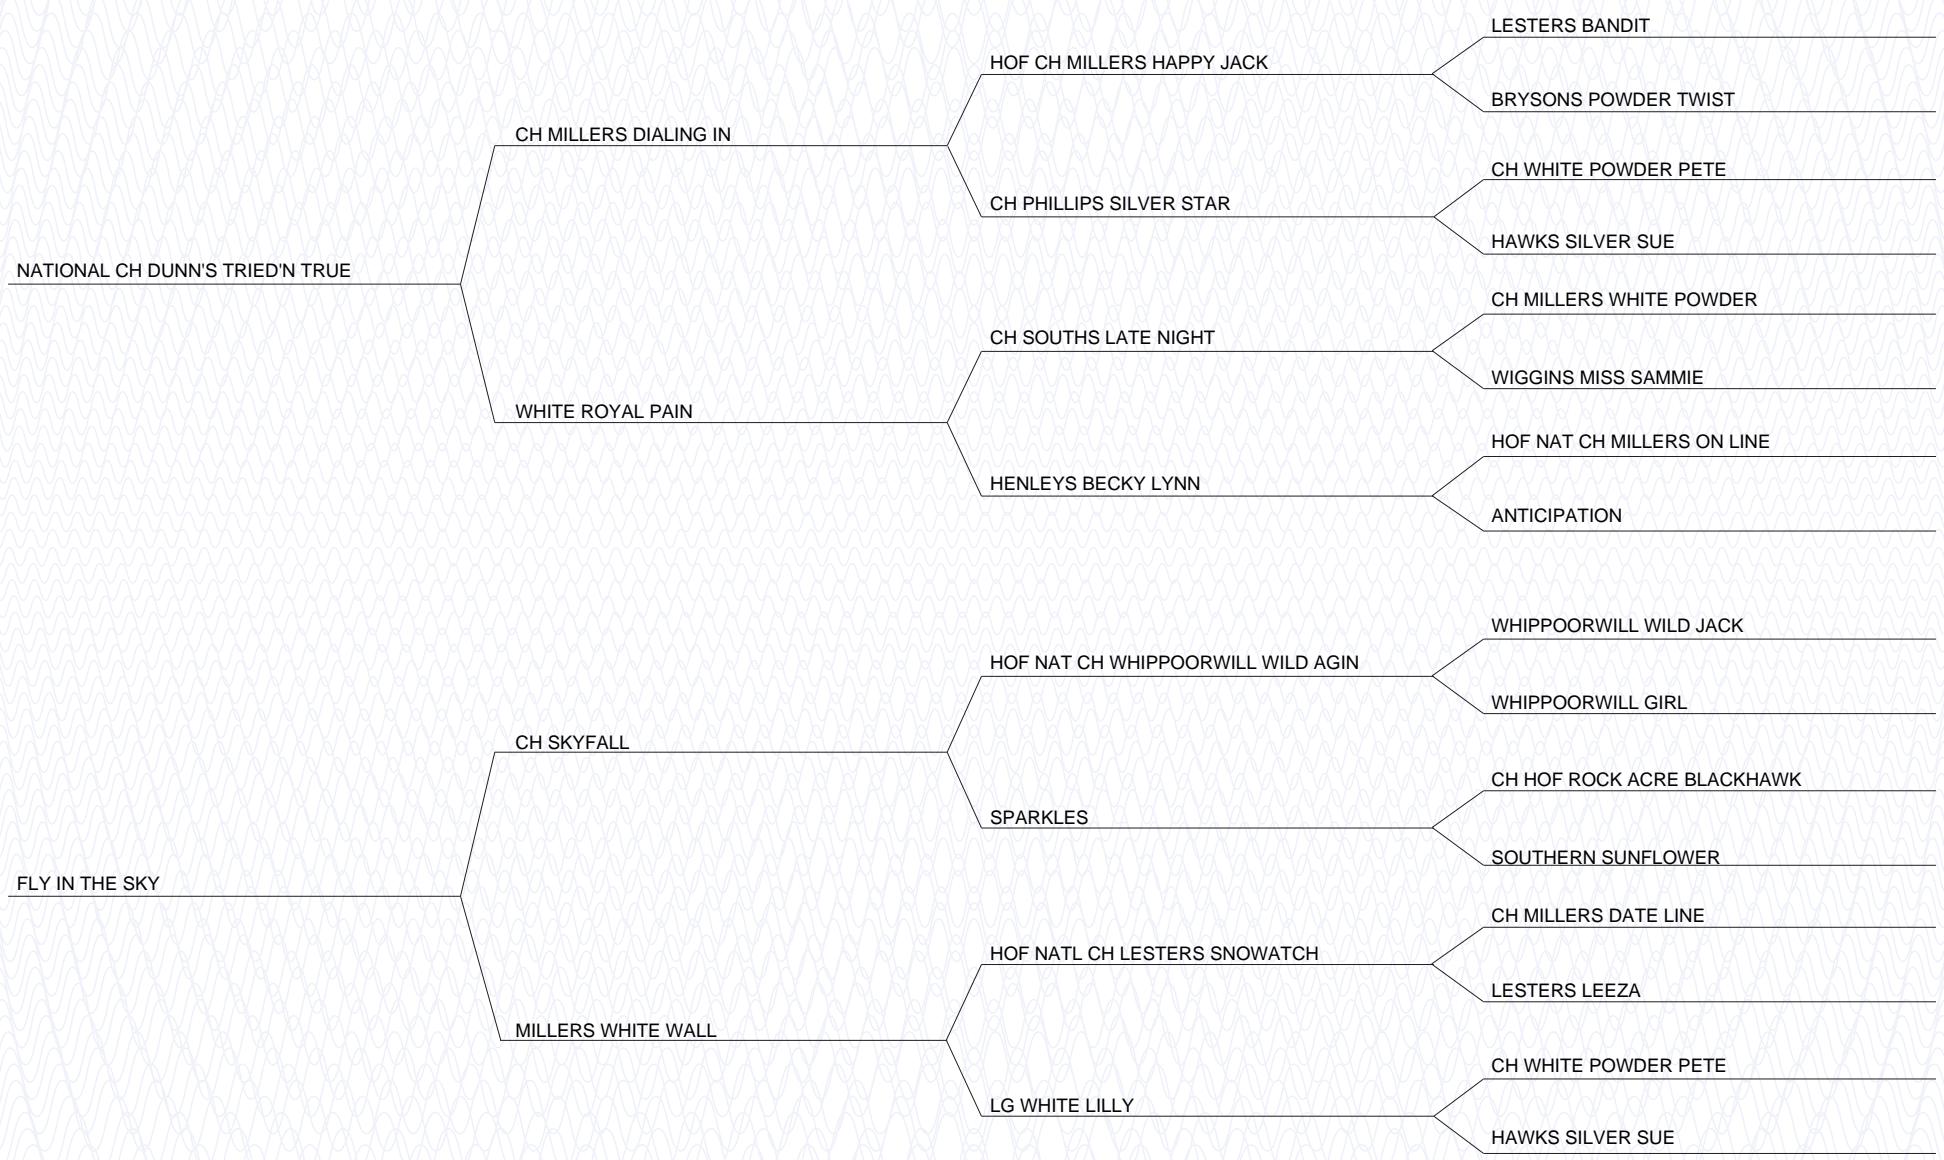 LESTERS BANDIT
HOF CH MILLERS HAPPY JACK
BRYSONS POWDER TWIST
CH MILLERS DIALING IN
CH WHITE POWDER PETE
CH PHILLIPS SILVER STAR
HAWKS SILVER SUE
NATIONAL CH DUNN'S TRIED'N TRUE
CH MILLERS WHITE POWDER
CH SOUTHS LATE NIGHT
WIGGINS MISS SAMMIE
WHITE ROYAL PAIN
HOF NAT CH MILLERS ON LINE
HENLEYS BECKY LYNN
ANTICIPATION
WHIPPOORWILL WILD JACK
HOF NAT CH WHIPPOORWILL WILD AGIN
WHIPPOORWILL GIRL
CH SKYFALL
CH HOF ROCK ACRE BLACKHAWK
SPARKLES
SOUTHERN SUNFLOWER
FLY IN THE SKY
CH MILLERS DATE LINE
HOF NATL CH LESTERS SNOWATCH
LESTERS LEEZA
MILLERS WHITE WALL
CH WHITE POWDER PETE
LG WHITE LILLY
HAWKS SILVER SUE